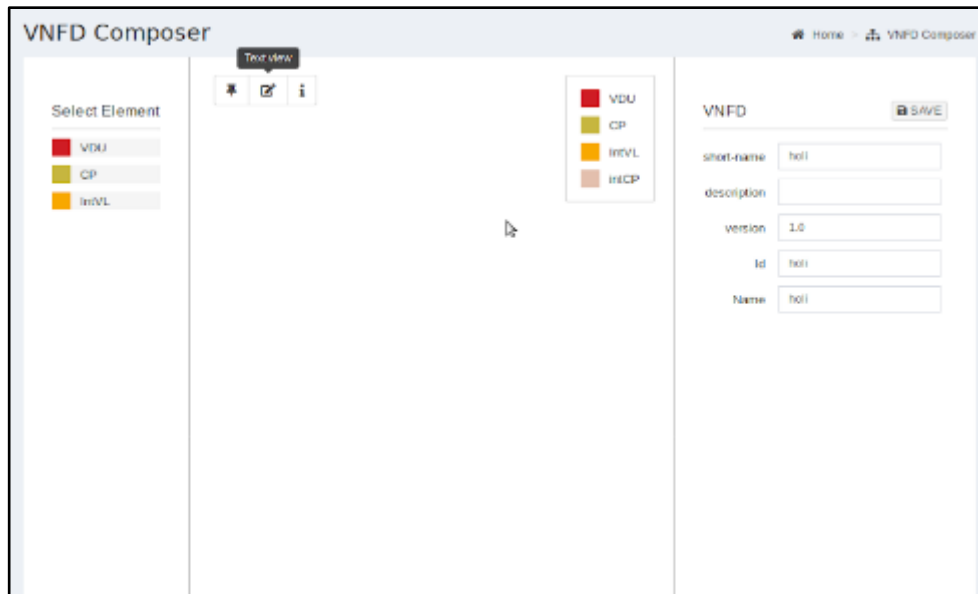 VNFD Composer
Home > VNFD Composer
Text view
Select Element
VDU
CP
IntVL
VDU
CP
IntVL
intCP
VNFD
SAVE
short-name holi
description
version 1.0
Id holi
Name holi